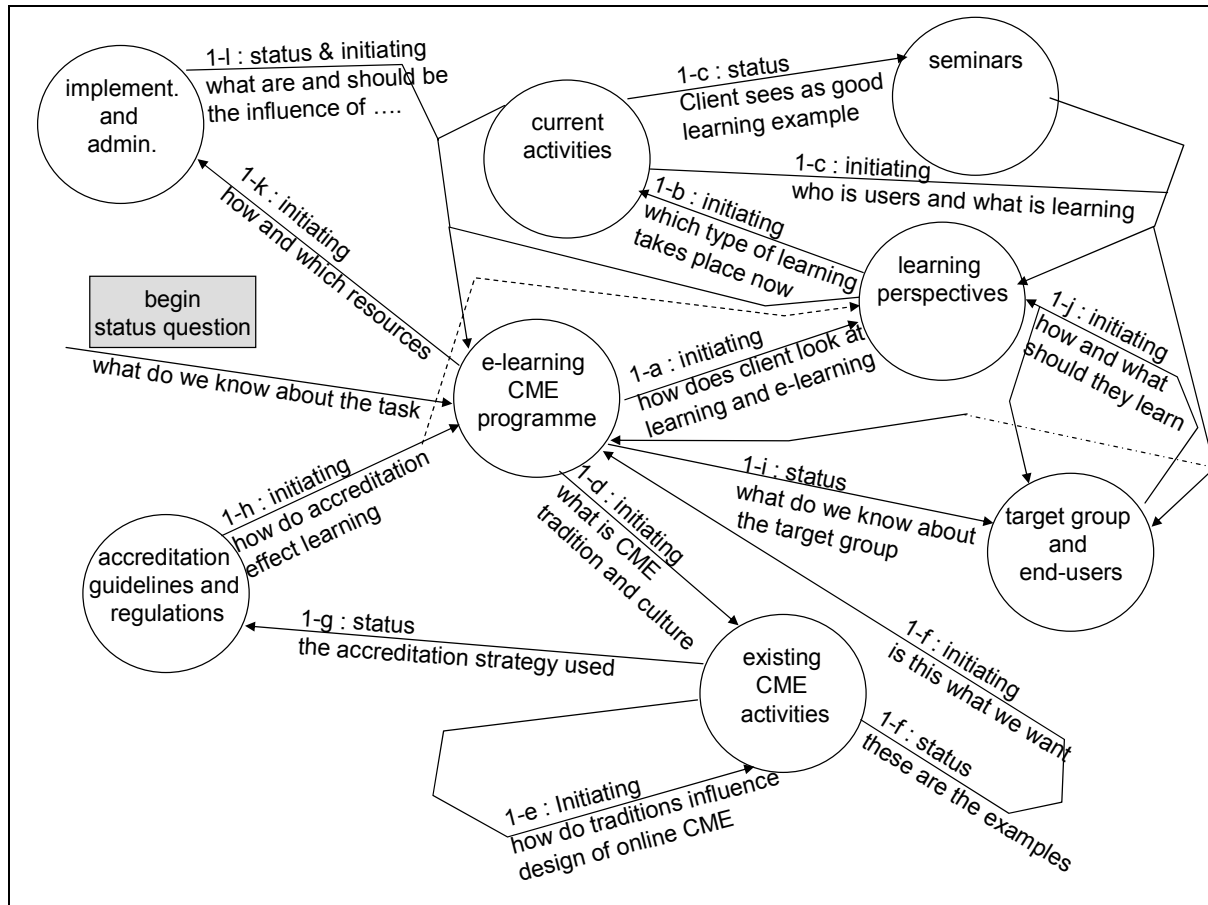 1-l : status & initiating
what are and should be
the influence of ….
implement.
and
admin.
1-c : status
Client sees as good
learning example
seminars
current
activities
1-c : initiating
who is users and what is learning
1-b : initiating
which type of learning
takes place now
1-k : initiating
how and which resources
learning
perspectives
begin
status question
what do we know about the task
e-learning
CME
programme
1-a : initiating
how does client look at
learning and e-learning
1-j : initiating
how and what
should they learn
1-h : initiating
how do accreditation
effect learning
1-d : initiating
what is CME
tradition and culture
1-i : status
what do we know about
the target group
target group
and
end-users
accreditation
guidelines and
regulations
1-g : status
the accreditation strategy used
existing
CME
activities
1-f : initiating
is this what we want
1-f : status
these are the examples
1-e : Initiating
how do traditions influence
design of online CME